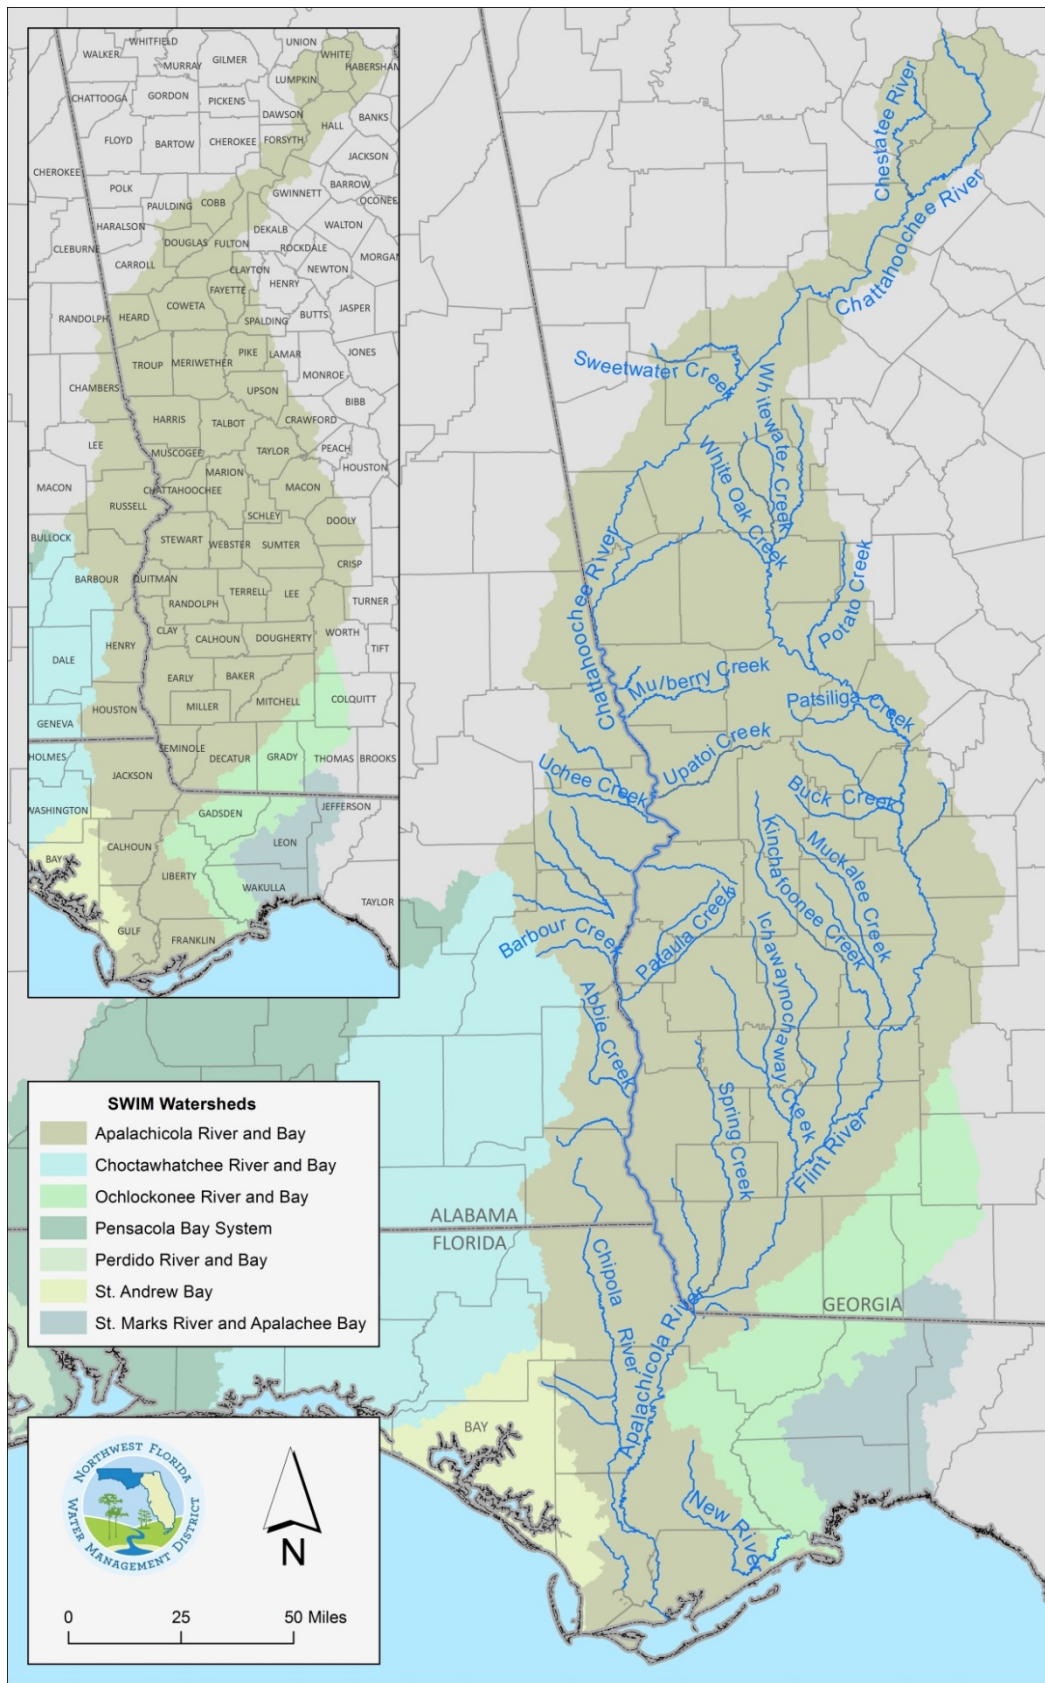 WHITFIELD
UNION
WALKER
MURRAY
GILMER
WHITE
HABERSHAM
LUMPKIN
CHATTOOGA
GORDON
PICKENS
DAWSON
HALL
BANKS
FLOYD
BARTOW
CHEROKEE
FORSYTH
JACKSON
CHEROKEE
POLK
BARROW
OCONEE
PAULDING
COBB
GWINNETT
HARALSON
DEKALB
WALTON
CLEBURNE
DOUGLAS
FULTON
ROCKDALE
MORGAN
CARROLL
CLAYTON
NEWTON
HENRY
FAYETTE
RANDOLPH
HEARD
COWETA
SPALDING
BUTTS
JASPER
TROUP
MERIWETHER
PIKE
LAMAR
JONES
MONROE
CHAMBERS
UPSON
BIBB
HARRIS
TALBOT
CRAWFORD
LEE
MUSCOGEE
TAYLOR
PEACH
HOUSTON
MACON
MARION
CHATTAHOOCHEE
MACON
RUSSELL
SCHLEY
DOOLY
BULLOCK
STEWART
WEBSTER
SUMTER
CRISP
BARBOUR
QUITMAN
TERRELL
LEE
TURNER
RANDOLPH
CLAY
CALHOUN
DOUGHERTY
WORTH
TIFT
HENRY
DALE
EARLY
BAKER
MITCHELL
COLQUITT
HOUSTON
MILLER
GENEVA
SEMINOLE
DECATUR
GRADY
THOMAS
BROOKS
HOLMES
JACKSON
WASHINGTON
GADSDEN
JEFFERSON
LEON
CALHOUN
BAY
LIBERTY
WAKULLA
TAYLOR
GULF
FRANKLIN
Chestatee River
Chattahoochee River
Sweetwater Creek
Whitewater Creek
White Oak Creek
Chattahoochee River
Potato Creek
Mulberry Creek
Patsiliga Creek
Upatoi Creek
Uchee Creek
Buck Creek
Kinchafoonee Creek
Muckalee Creek
Pataula Creek
Barbour Creek
Ichawaynochaway Creek
Abbie Creek
Spring Creek
Flint River
ALABAMA
FLORIDA
GEORGIA
Chipola River
Apalachicola River
BAY
New River
SWIM Watersheds
Apalachicola River and Bay
Choctawhatchee River and Bay
Ochlockonee River and Bay
Pensacola Bay System
Perdido River and Bay
St. Andrew Bay
St. Marks River and Apalachee Bay
NORTHWEST FLORIDA
WATER MANAGEMENT DISTRICT
N
0 25 50 Miles